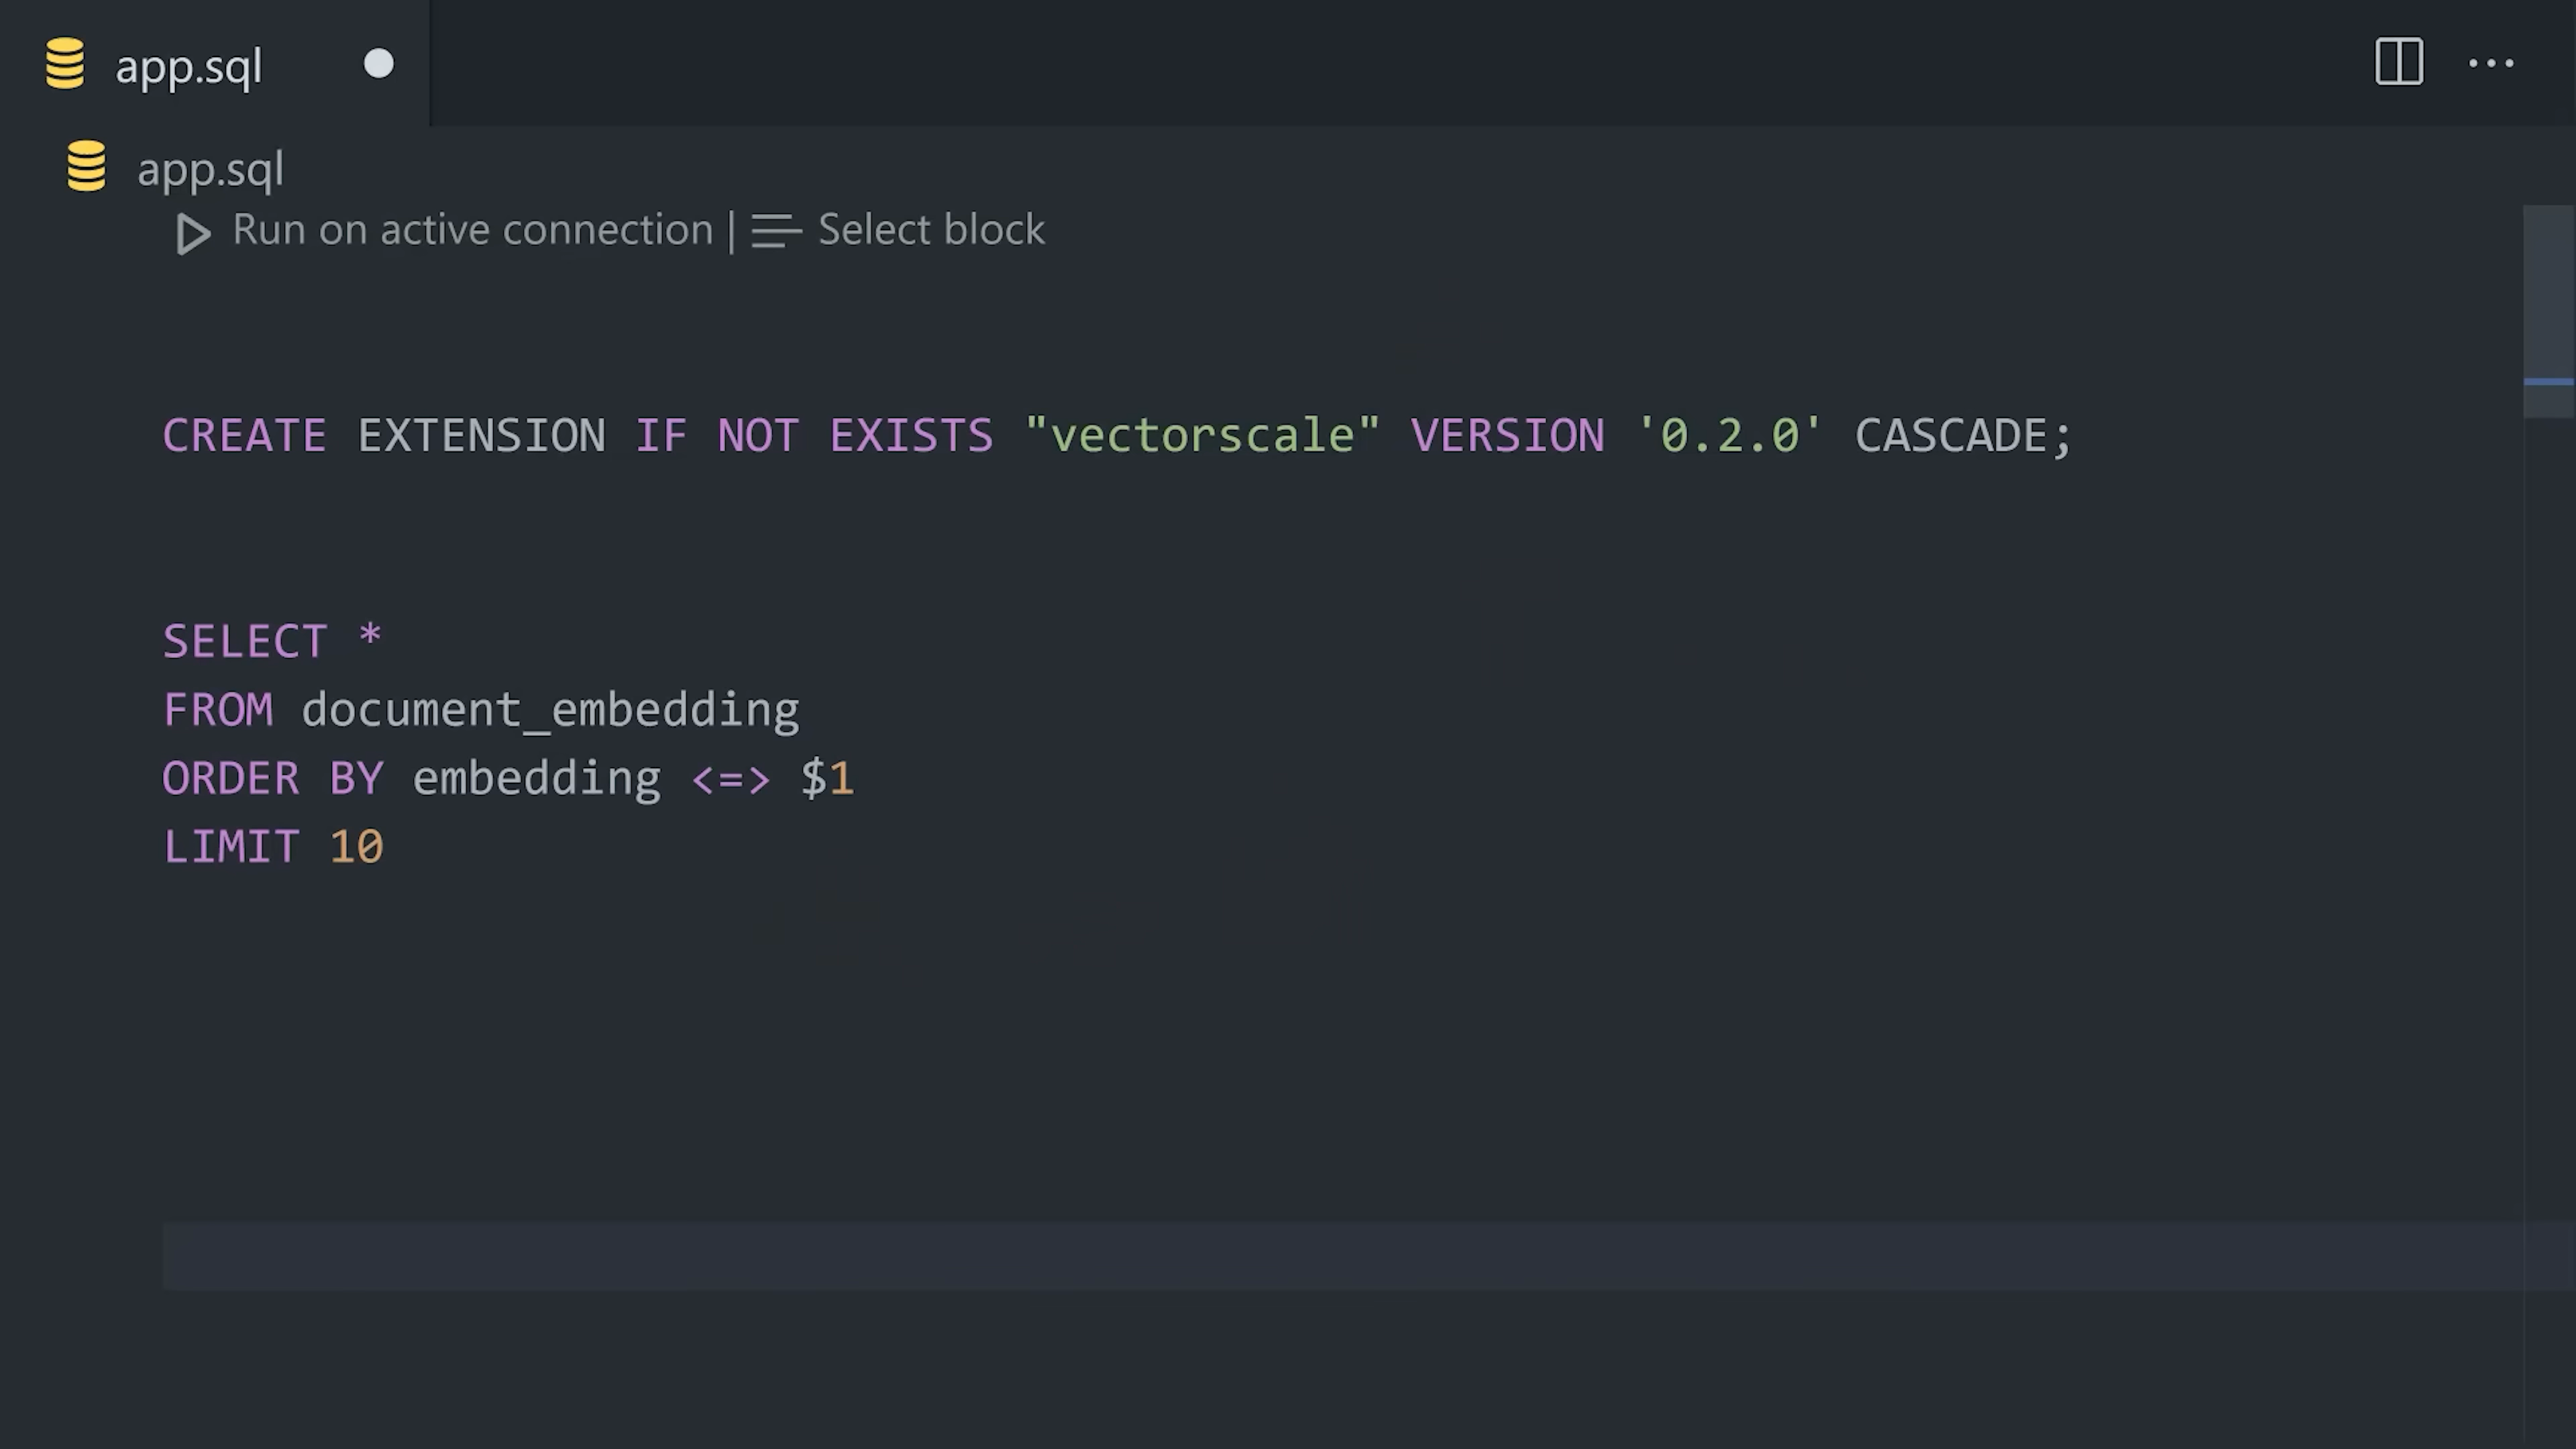 app.sql
app.sql
Run on active connection | Select block
CREATE EXTENSION IF NOT EXISTS "vectorscale" VERSION '0.2.0' CASCADE;
SELECT *
FROM document_embedding
ORDER BY embedding <=> $1
LIMIT 10